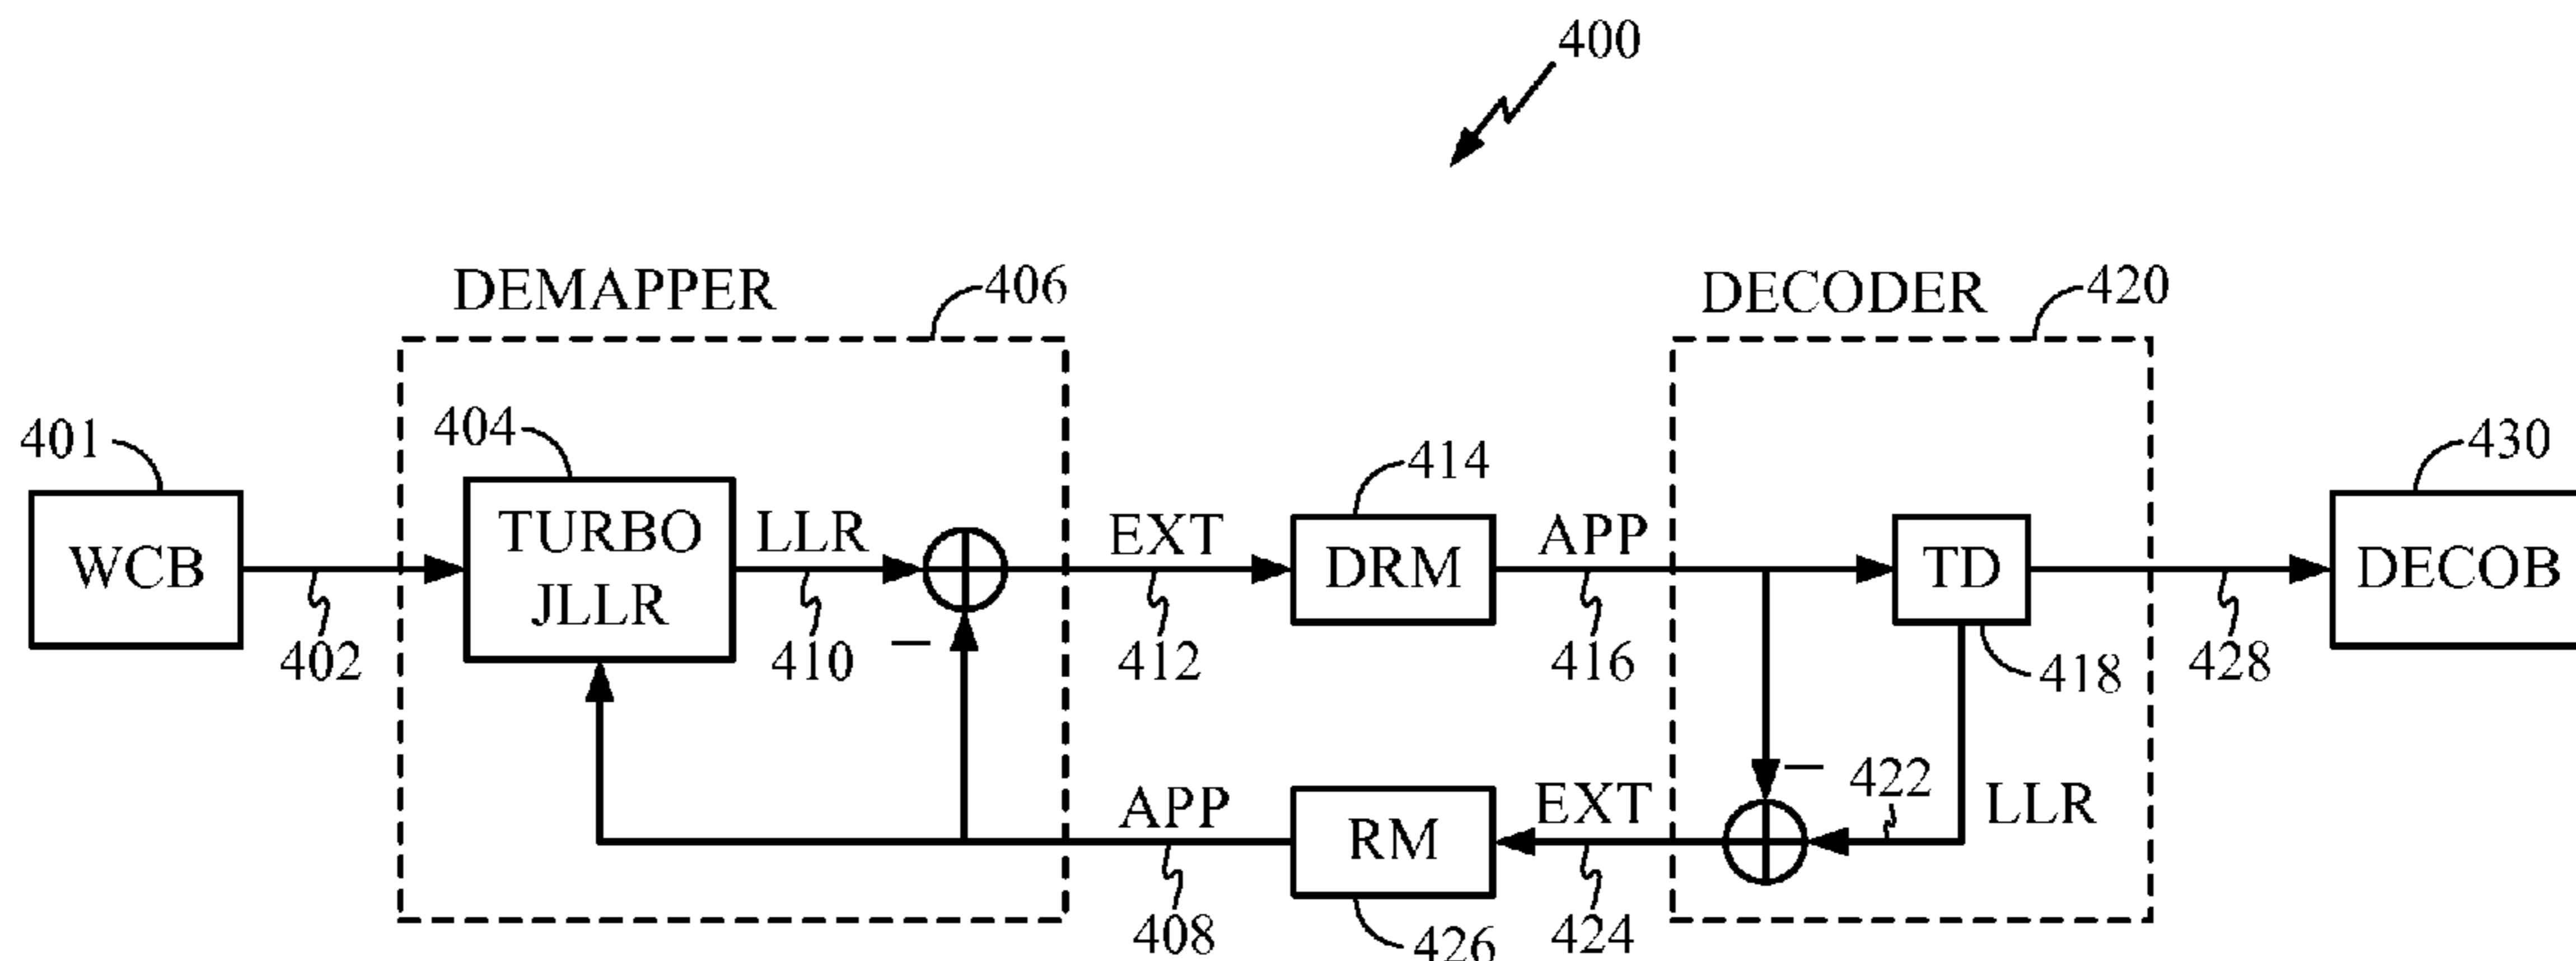 400
DEMAPPER
406
DECODER
420
401
404
414
430
WCB
TURBO
JLLR
LLR
EXT
DRM
APP
TD
DECOB
402
410
–
412
416
418
428
APP
RM
EXT
–
422
LLR
408
426
424